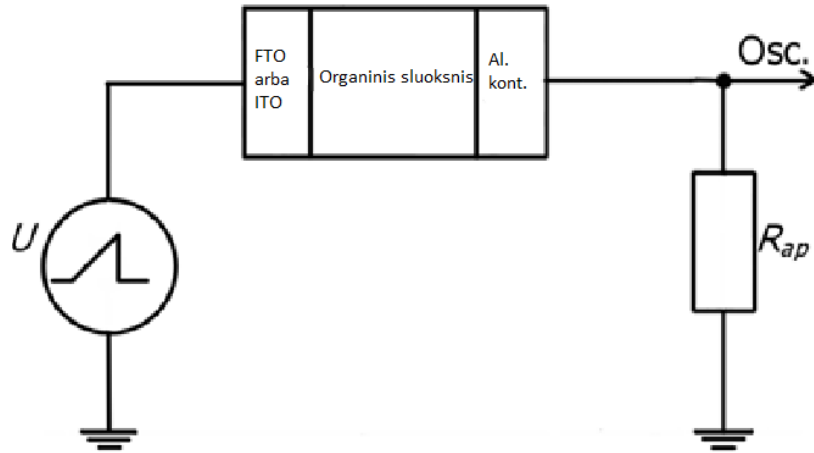 Osc.
FTO
arba
ITO
Organinis sluoksnis
Al.
kont.
U
Rap